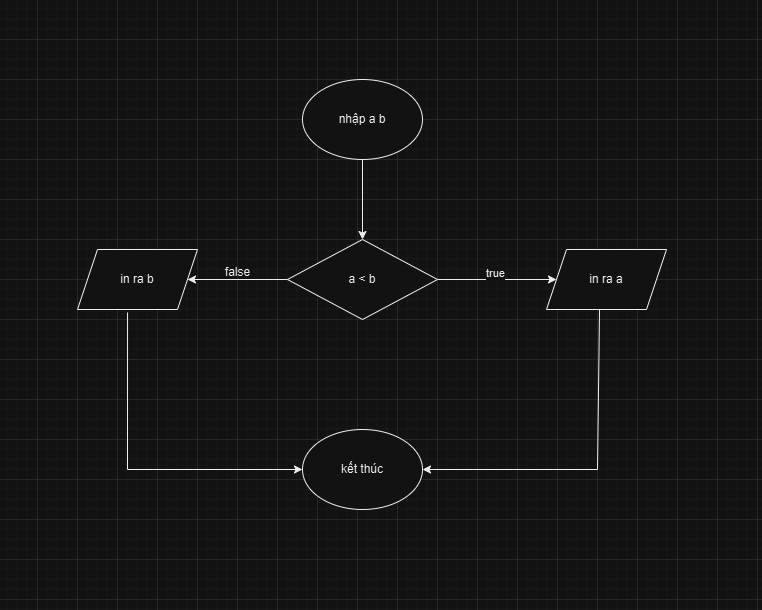 nhập a b
in ra b
false
a < b
true
in ra a
kết thúc